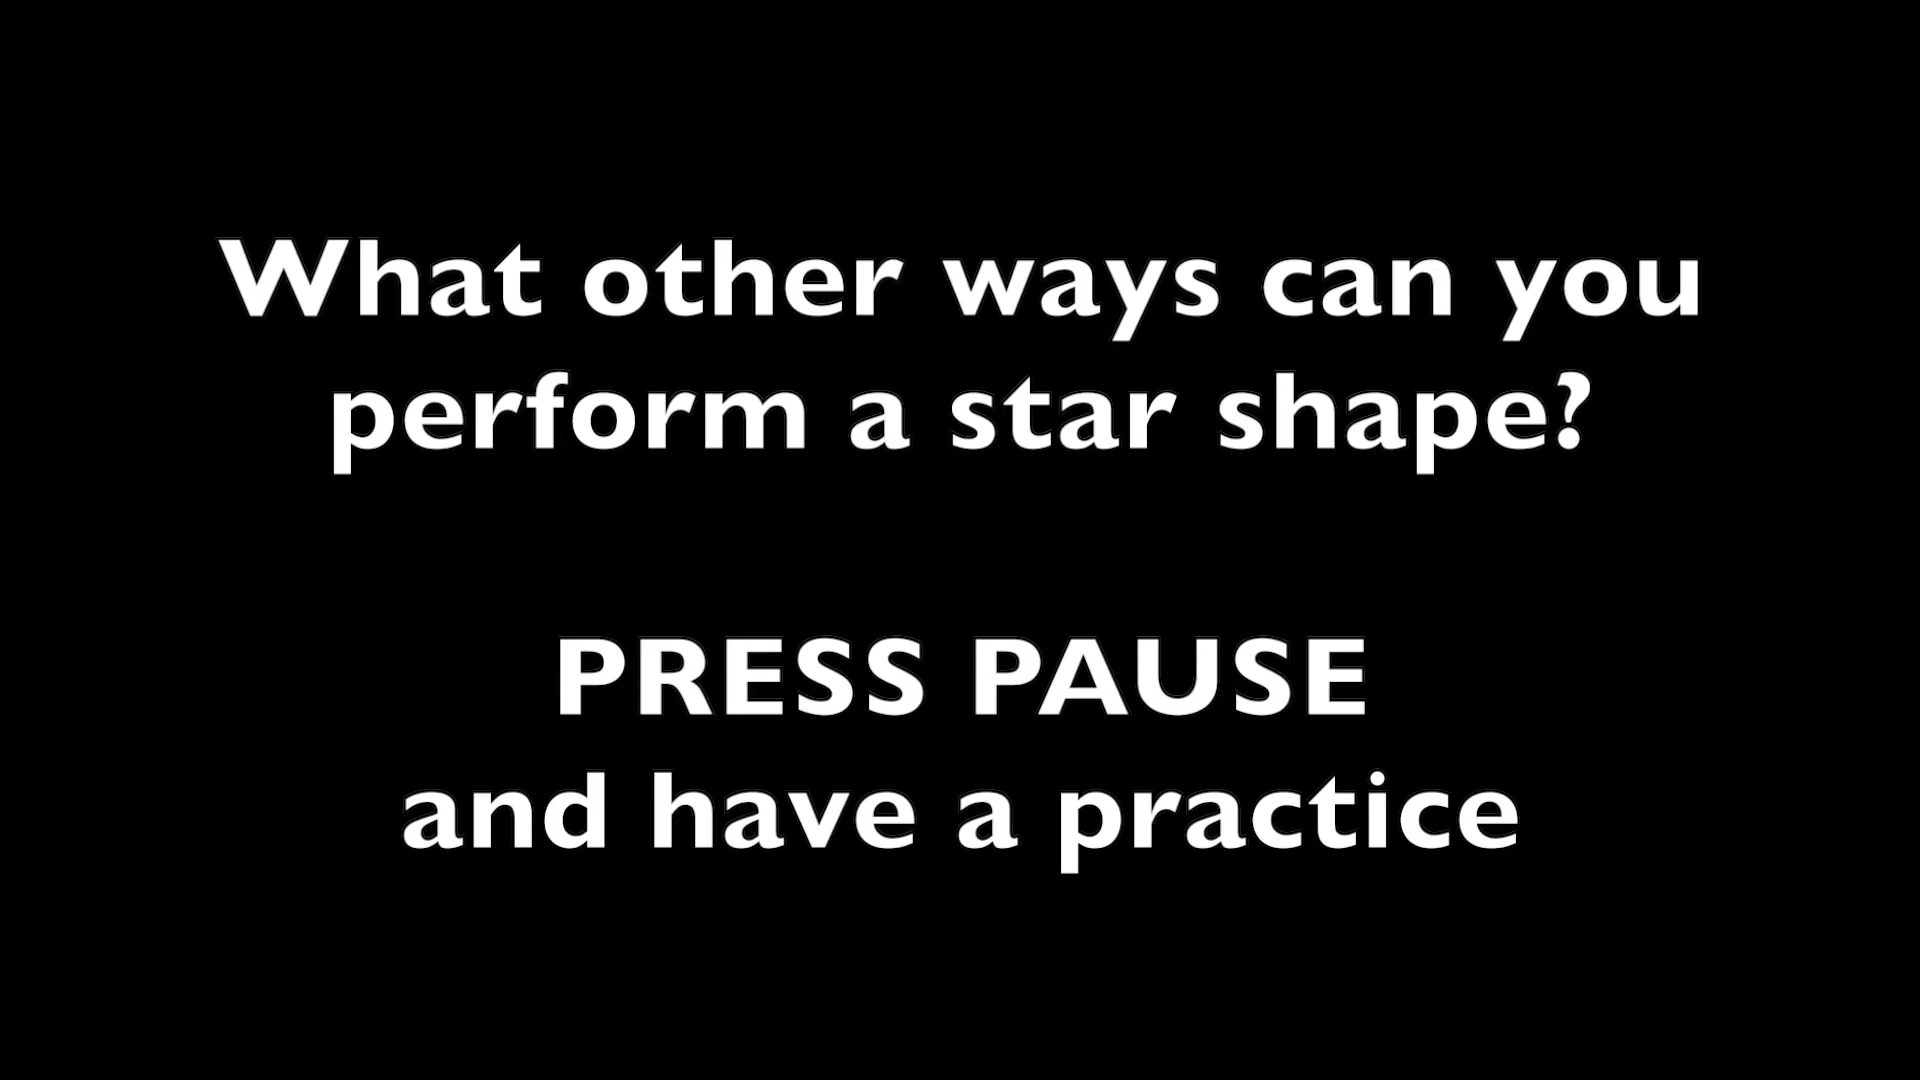 What other ways can you
perform a star shape?
PRESS PAUSE
and have a practice